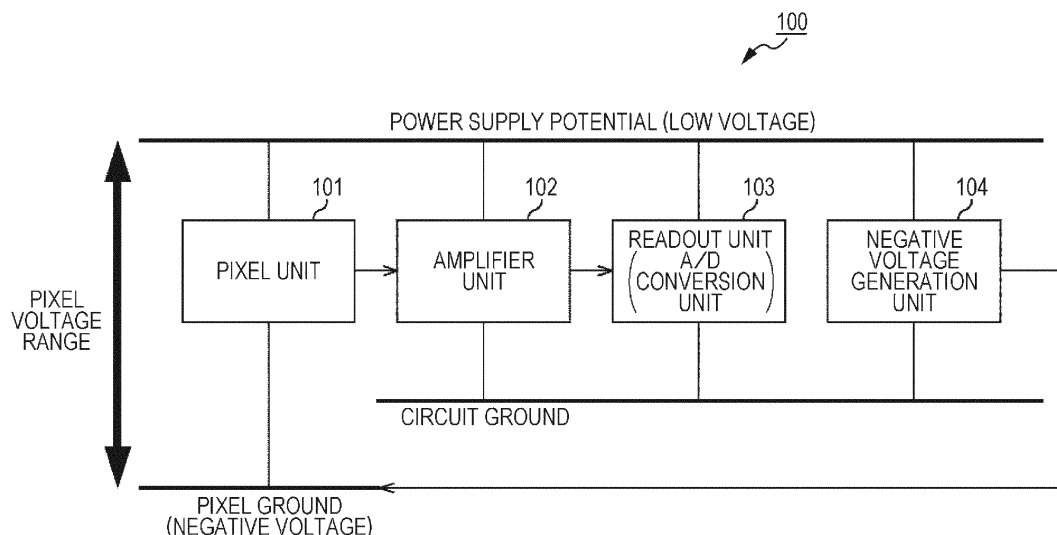 100
POWER SUPPLY POTENTIAL (LOW VOLTAGE)
101
102
103
104
PIXEL UNIT
AMPLIFIER
UNIT
READOUT UNIT
( A/D
CONVERSION
UNIT )
NEGATIVE
VOLTAGE
GENERATION
UNIT
PIXEL
VOLTAGE
RANGE
CIRCUIT GROUND
PIXEL GROUND
(NEGATIVE VOLTAGE)